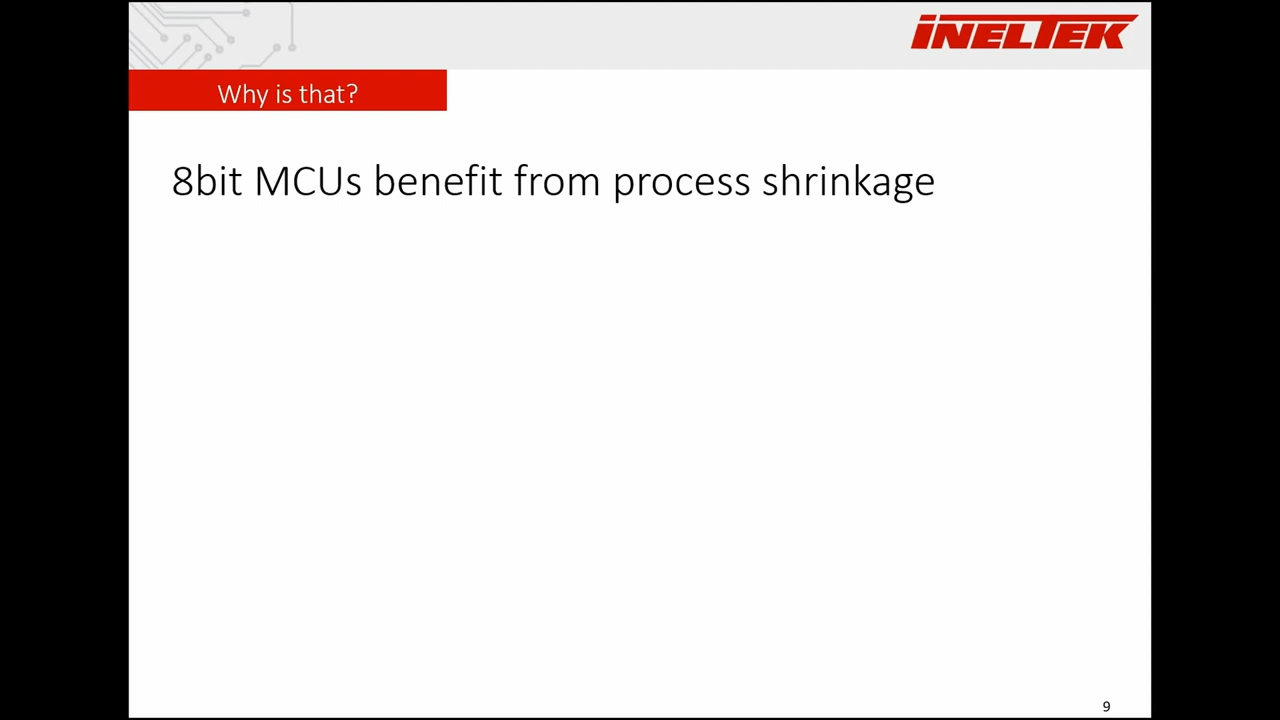 INELTEK
Why is that?
8bit MCUs benefit from process shrinkage
9